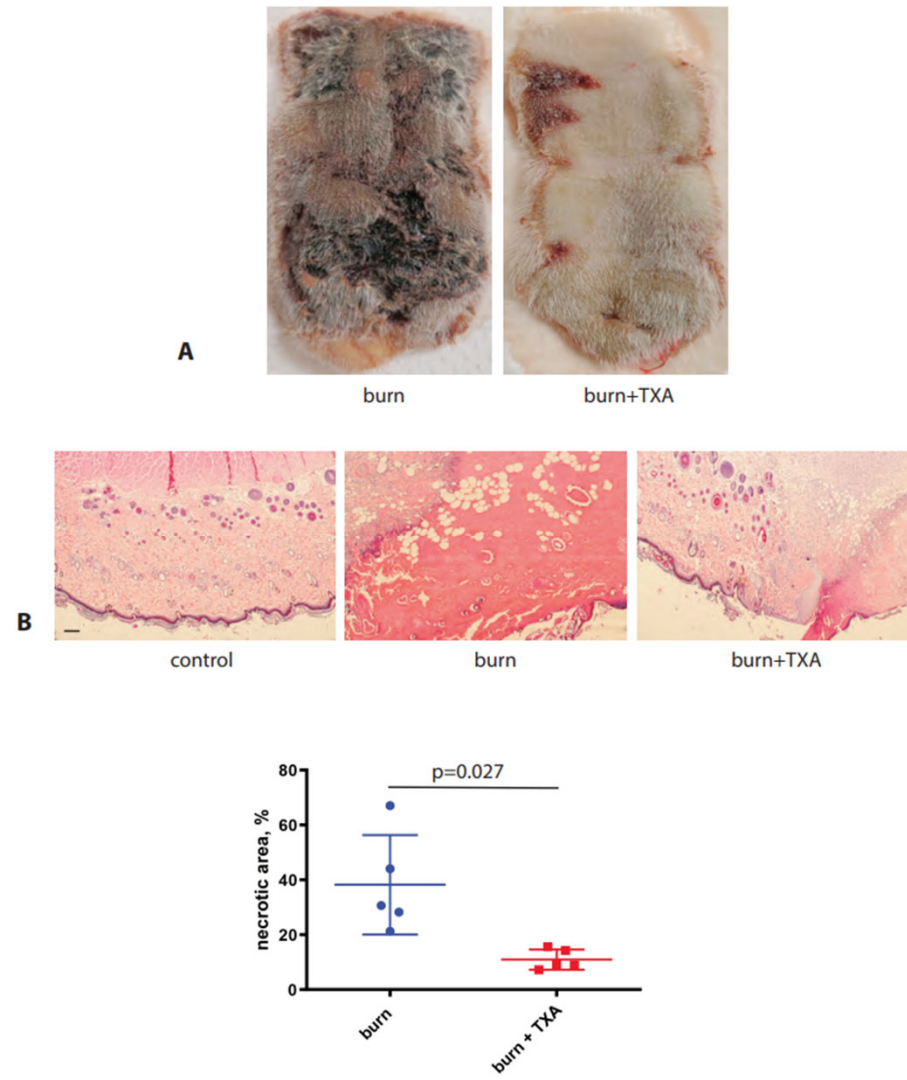 A
burn
burn+TXA
B
control
burn
burn+TXA
p=0.027
necrotic area, %
80
60
40
20
0
burn
burn + TXA